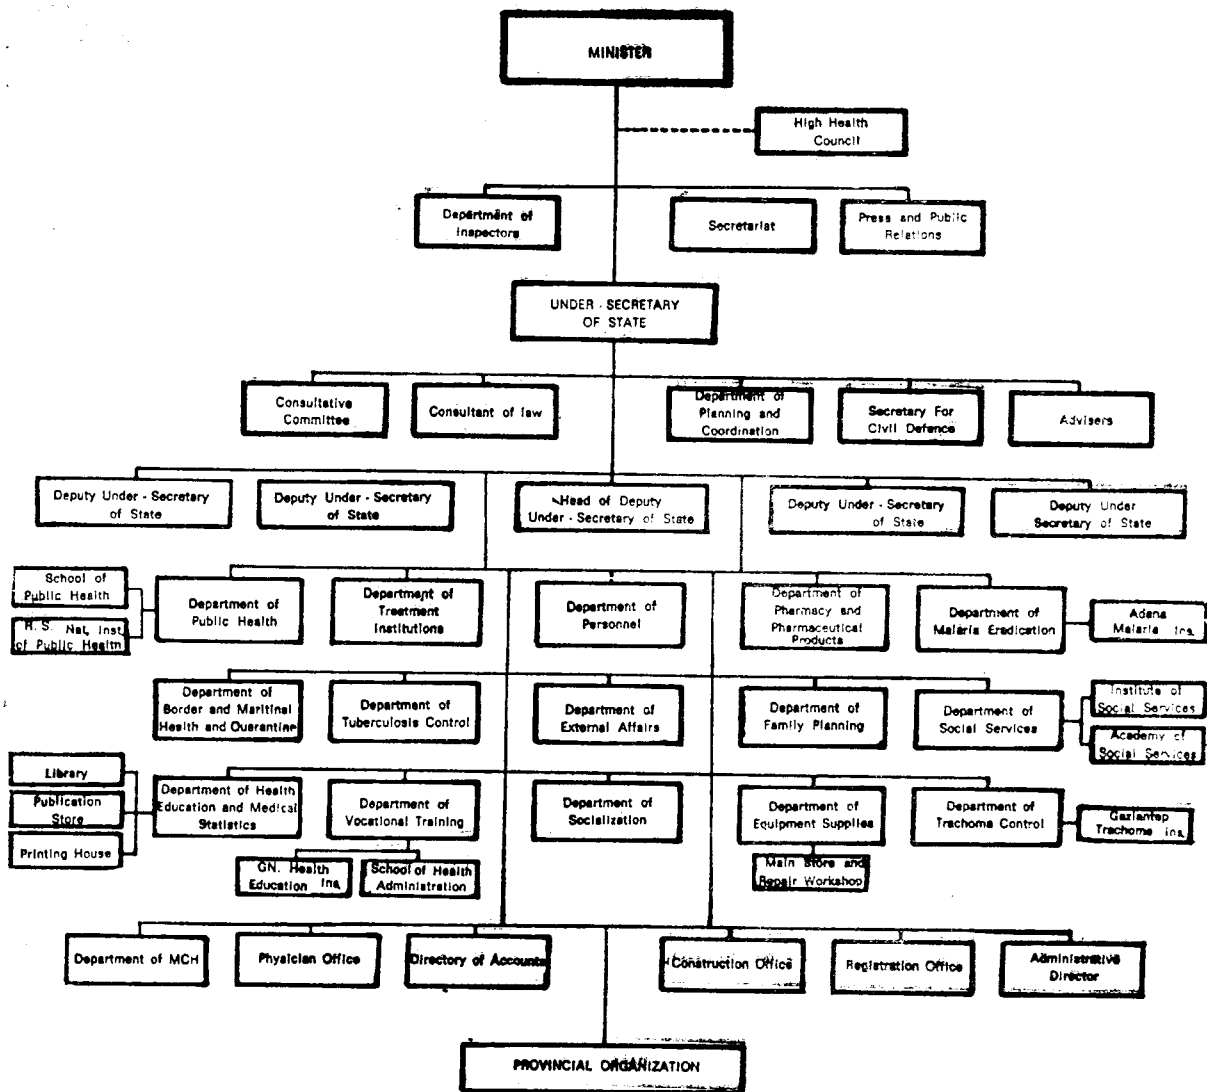 MINISTER
High Health
Council
Department of
Inspectors
Secretariat
Press and Public
Relations
UNDER - SECRETARY
OF STATE
Consultative
Committee
Consultant of law
Department of
Planning and
Coordination
Secretary For
Civil Defence
Advisers
Deputy Under - Secretary
of State
Deputy Under - Secretary
of State
Head of Deputy
Under - Secretary of State
Deputy Under - Secretary
of State
Deputy Under
Secretary of State
School of
Public Health
R.S. Nat. Inst.
of Public Health
Department of
Public Health
Department of
Treatment
Institutions
Department of
Personnel
Department of
Pharmacy and
Pharmaceutical
Products
Department of
Malaria Eradication
Adana
Malaria Ins.
Department of
Border and Maritinal
Health and Quarantine
Department of
Tuberculosis Control
Department of
External Affairs
Department of
Family Planning
Department of
Social Services
Institute of
Social Services
Academy of
Social Services
Library
Publication
Store
Printing House
Department of Health
Education and Medical
Statistics
Department of
Vocational Training
Department of
Socialization
Department of
Equipment Supplies
Department of
Trachoma Control
Gaziantep
Trachoma Ins.
GN. Health
Education Ins.
School of Health
Administration
Main Store and
Repair Workshop
Department of MCH
Physician Office
Directory of Accounts
Construction Office
Registration Office
Administrative
Director
PROVINCIAL ORGANIZATION